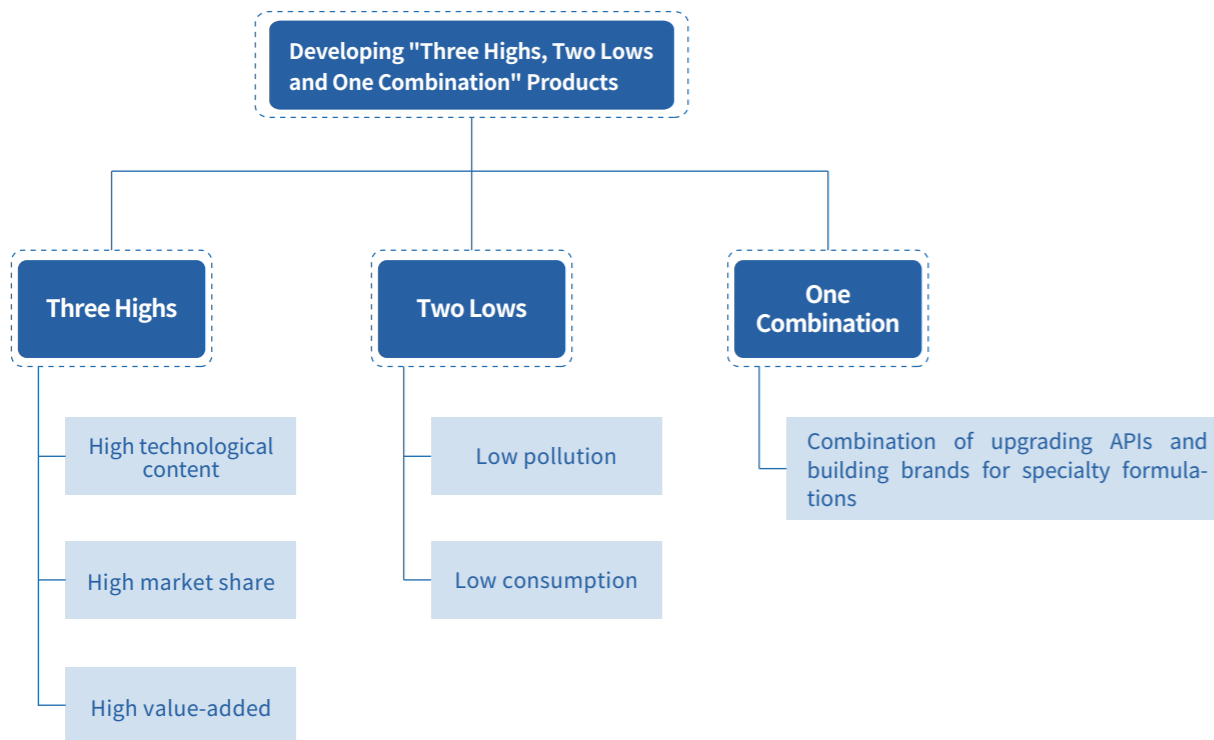 Developing "Three Highs, Two Lows
and One Combination" Products
Three Highs
High technological
content
High market share
High value-added
Two Lows
Low pollution
Low consumption
One
Combination
Combination of upgrading APIs and
building brands for specialty formula-
tions